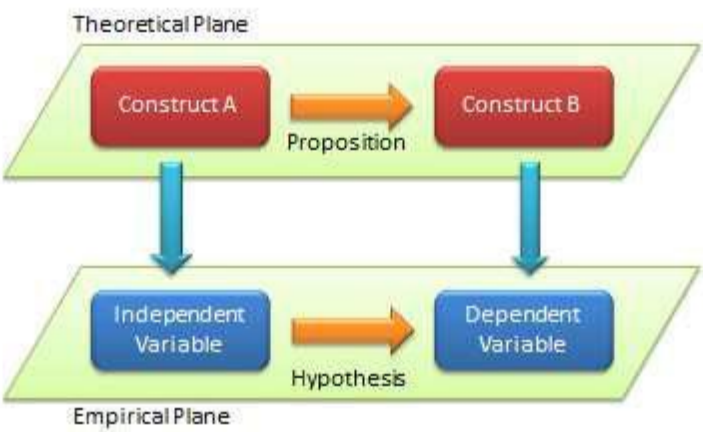 Theoretical Plane
Construct A
Construct B
Proposition
Independent
Variable
Dependent
Variable
Hypothesis
Empirical Plane